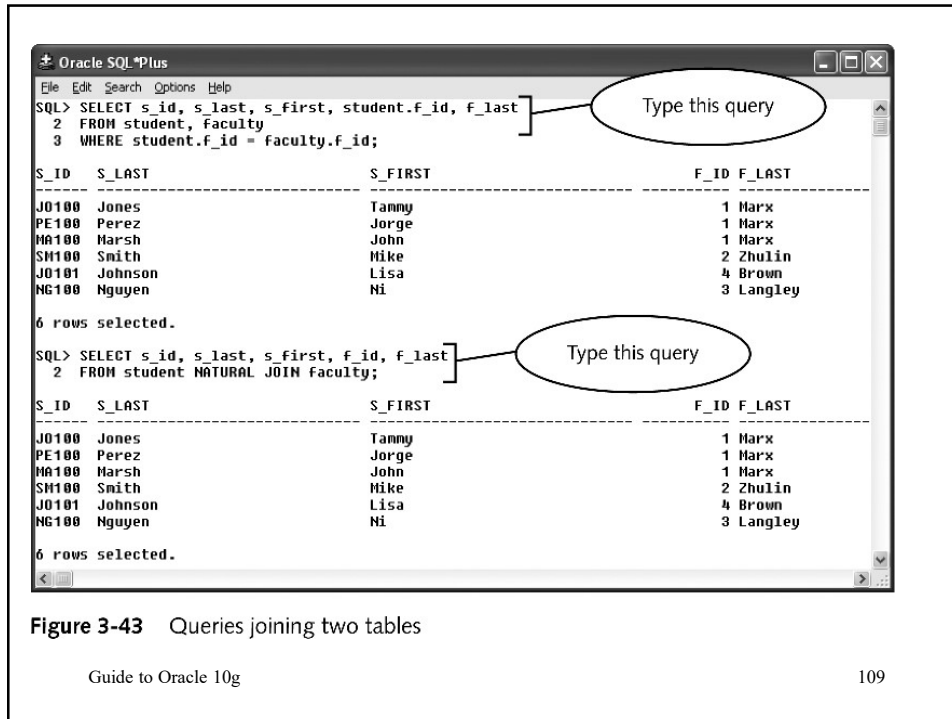 Oracle SQL*Plus
File Edit Search Options Help
SQL> SELECT s_id, s_last, s_first, student.f_id, f_last
2 FROM student, faculty
3 WHERE student.f_id = faculty.f_id;
Type this query
S_ID S_LAST S_FIRST F_ID F_LAST
------ ------------------------------ ------------------------------ ---------- --------------------
JO100 Jones Tammy 1 Marx
PE100 Perez Jorge 1 Marx
MA100 Marsh John 1 Marx
SM100 Smith Mike 2 Zhulin
JO101 Johnson Lisa 4 Brown
NG100 Nguyen Ni 3 Langley
6 rows selected.
SQL> SELECT s_id, s_last, s_first, f_id, f_last
2 FROM student NATURAL JOIN faculty;
Type this query
S_ID S_LAST S_FIRST F_ID F_LAST
------ ------------------------------ ------------------------------ ---------- --------------------
JO100 Jones Tammy 1 Marx
PE100 Perez Jorge 1 Marx
MA100 Marsh John 1 Marx
SM100 Smith Mike 2 Zhulin
JO101 Johnson Lisa 4 Brown
NG100 Nguyen Ni 3 Langley
6 rows selected.
Figure 3-43 Queries joining two tables
Guide to Oracle 10g 109